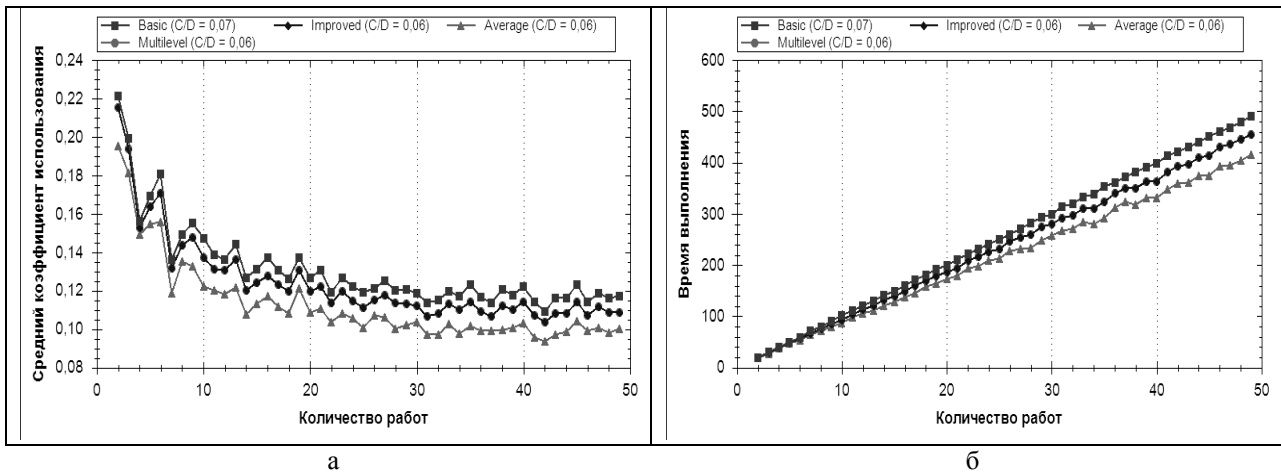 Basic (C/D = 0,07) Improved (C/D = 0,06) Average (C/D = 0,06)
Multilevel (C/D = 0,06)
Средний коэффициент использования
0,24
0,22
0,20
0,18
0,16
0,14
0,12
0,10
0,08
0 10 20 30 40 50
Количество работ
а
Basic (C/D = 0,07) Improved (C/D = 0,06) Average (C/D = 0,06)
Multilevel (C/D = 0,06)
Время выполнения
600
500
400
300
200
100
0
0 10 20 30 40 50
Количество работ
б